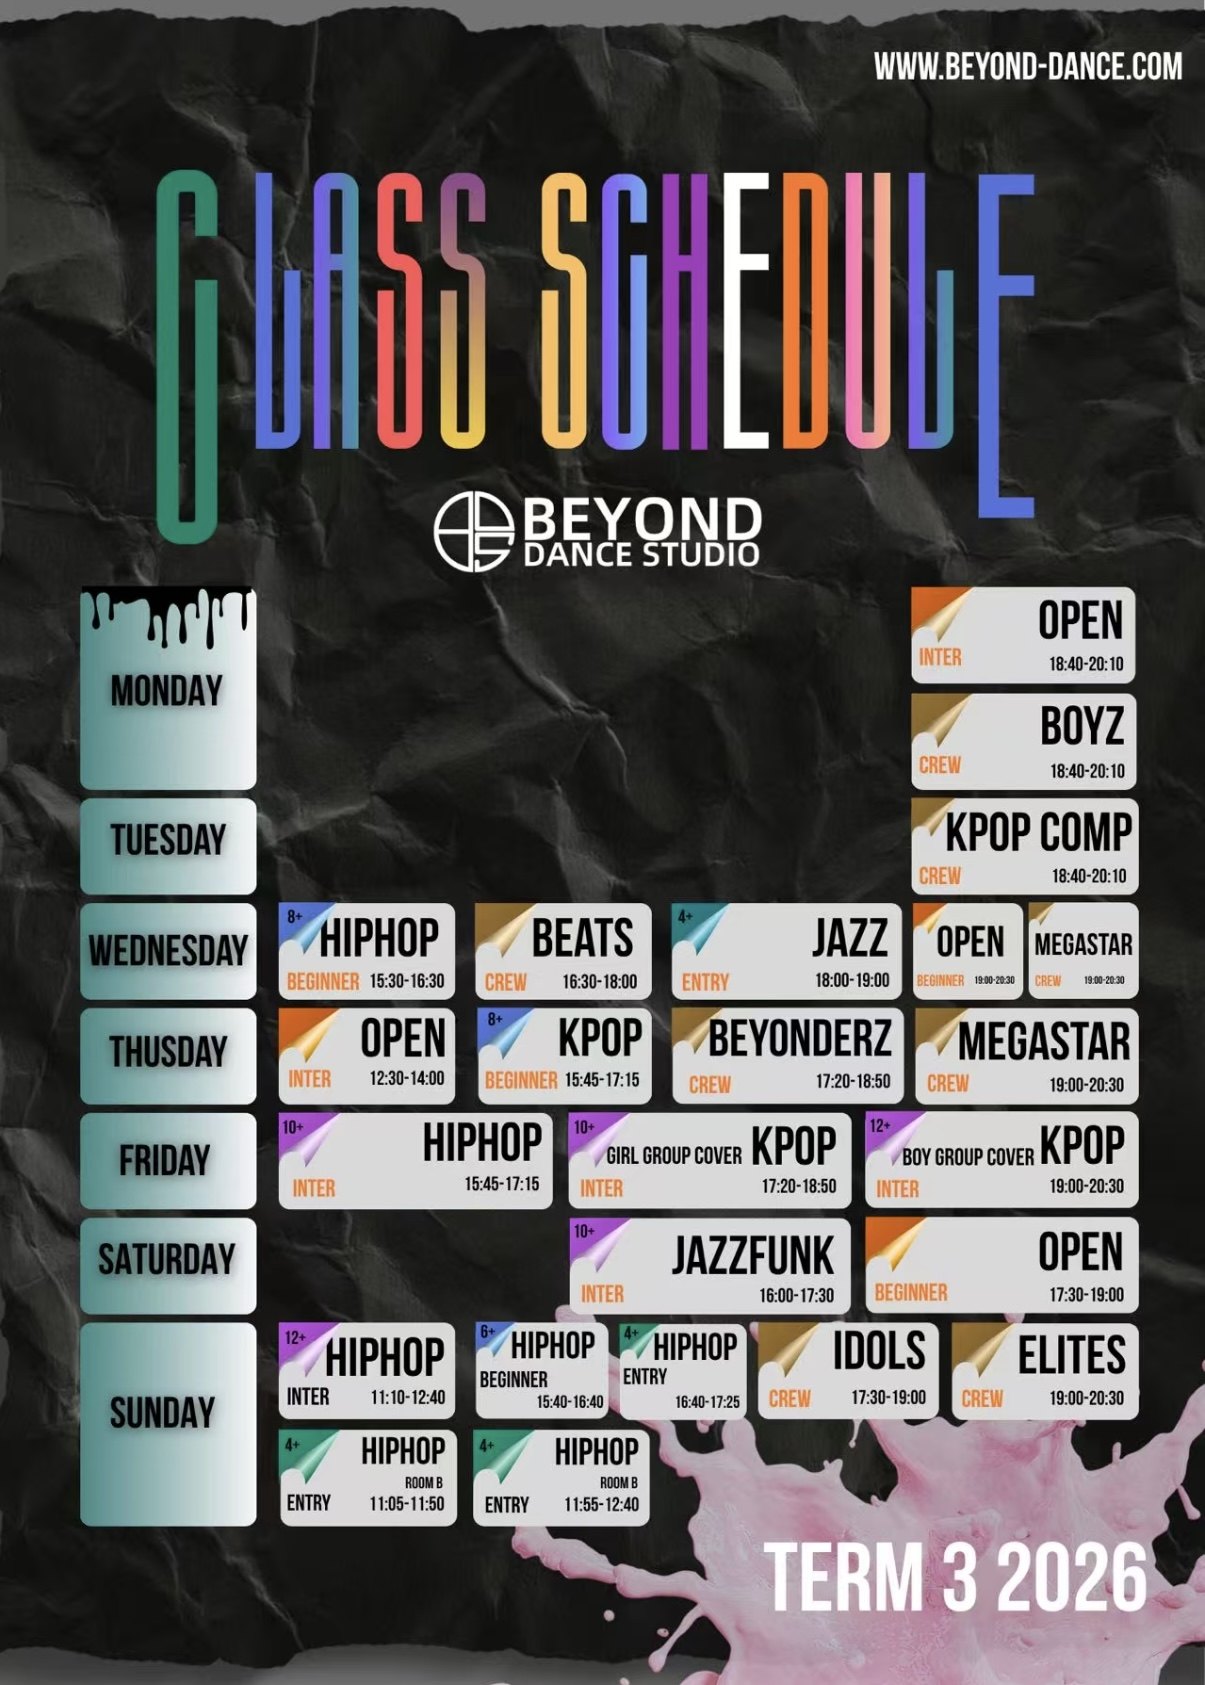 WWW.BEYOND-DANCE.COM
CLASS SCHEDULE
BEYOND
DANCE STUDIO
MONDAY
OPEN
INTER 18:40-20:10
BOYZ
CREW 18:40-20:10
TUESDAY
KPOP COMP
CREW 18:40-20:10
WEDNESDAY
8+ HIPHOP
BEGINNER 15:30-16:30
BEATS
CREW 16:30-18:00
4+ JAZZ
ENTRY 18:00-19:00
OPEN
BEGINNER 19:00-20:30
MEGASTAR
CREW 19:00-20:30
THUSDAY
OPEN
INTER 12:30-14:00
8+ KPOP
BEGINNER 15:45-17:15
BEYONDERZ
CREW 17:20-18:50
MEGASTAR
CREW 19:00-20:30
FRIDAY
10+ HIPHOP
INTER 15:45-17:15
10+ GIRL GROUP COVER KPOP
INTER 17:20-18:50
12+ BOY GROUP COVER KPOP
INTER 19:00-20:30
SATURDAY
10+ JAZZFUNK
INTER 16:00-17:30
OPEN
BEGINNER 17:30-19:00
SUNDAY
12+ HIPHOP
INTER 11:10-12:40
6+ HIPHOP
BEGINNER
15:40-16:40
4+ HIPHOP
ENTRY
16:40-17:25
IDOLS
CREW 17:30-19:00
ELITES
CREW 19:00-20:30
4+ HIPHOP
ROOM B
ENTRY 11:05-11:50
4+ HIPHOP
ROOM B
ENTRY 11:55-12:40
TERM 3 2026